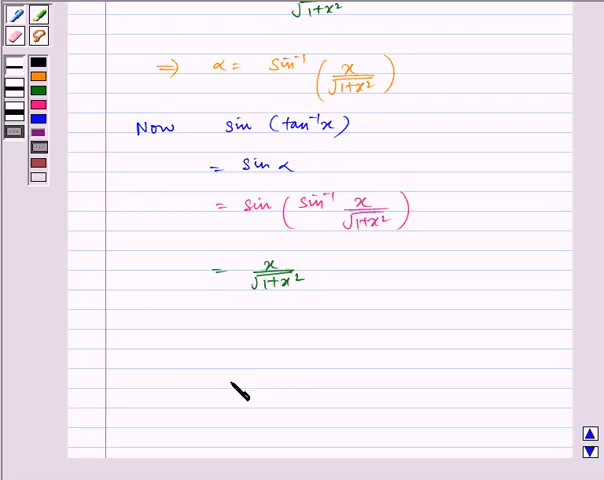 √1+x²
⇒ α = sin⁻¹ (x/√1+x²)
Now sin (tan⁻¹x)
= sin α
= sin (sin⁻¹ x/√1+x²)
= x/√1+x²